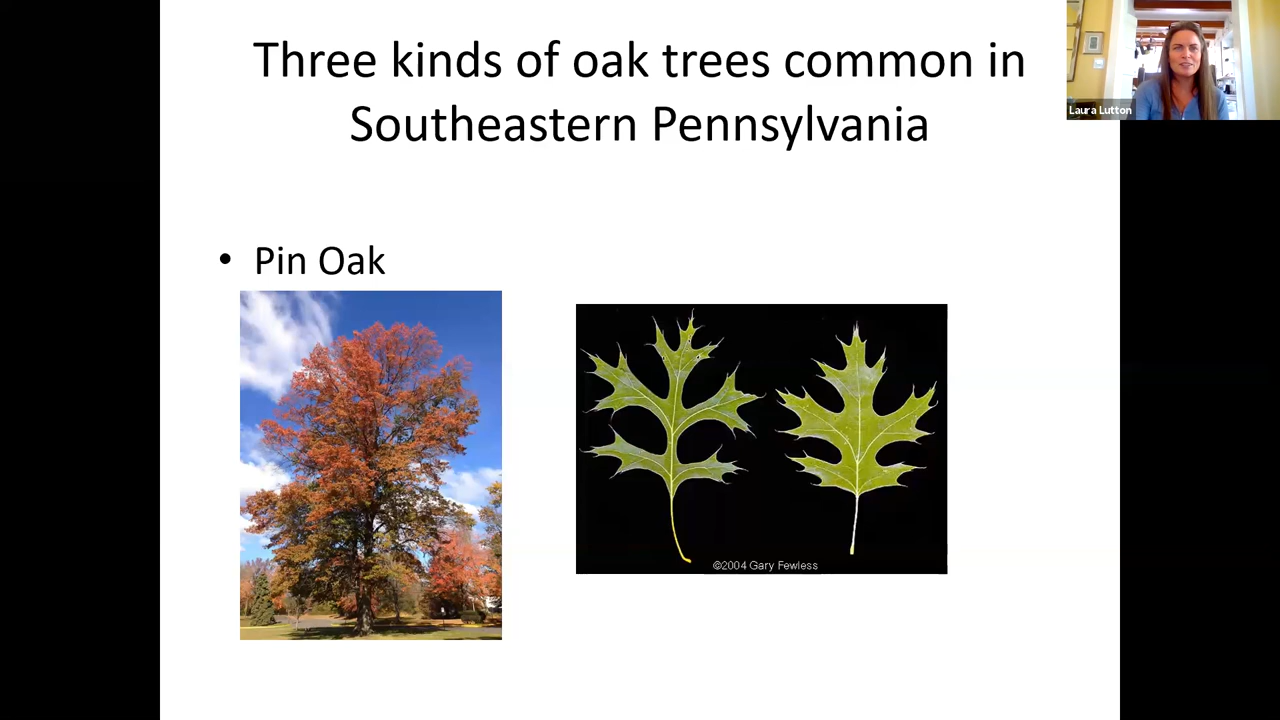 Three kinds of oak trees common in
Southeastern Pennsylvania
Laura Lutton
• Pin Oak
©2004 Gary Fewless